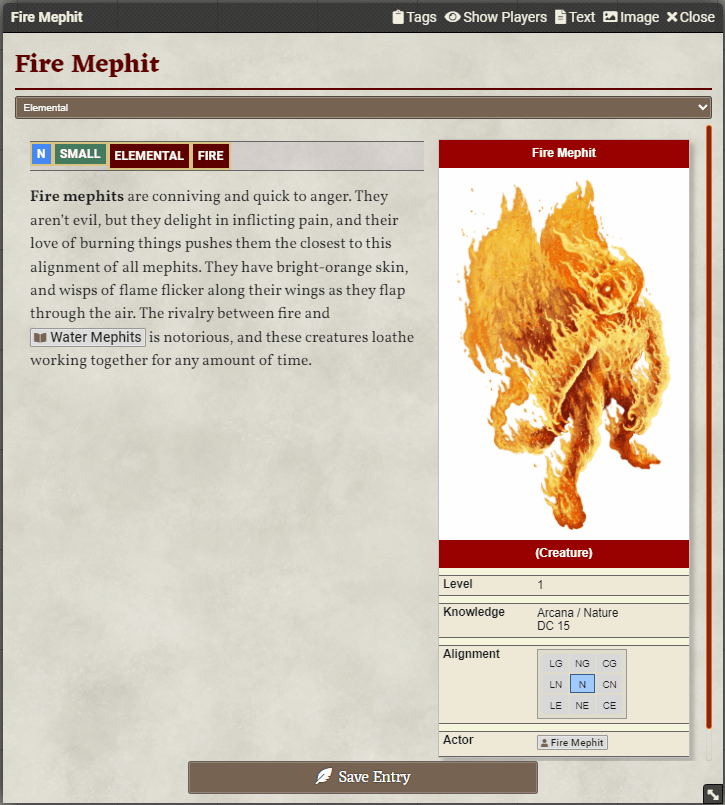 Fire Mephit
Tags Show Players Text Image Close
Fire Mephit
Elemental
N SMALL ELEMENTAL FIRE
Fire mephits are conniving and quick to anger. They
aren't evil, but they delight in inflicting pain, and their
love of burning things pushes them the closest to this
alignment of all mephits. They have bright-orange skin,
and wisps of flame flicker along their wings as they flap
through the air. The rivalry between fire and
Water Mephits is notorious, and these creatures loathe
working together for any amount of time.
Fire Mephit
(Creature)
Level 1
Knowledge Arcana / Nature
DC 15
Alignment
LG NG CG
LN N CN
LE NE CE
Actor Fire Mephit
Save Entry